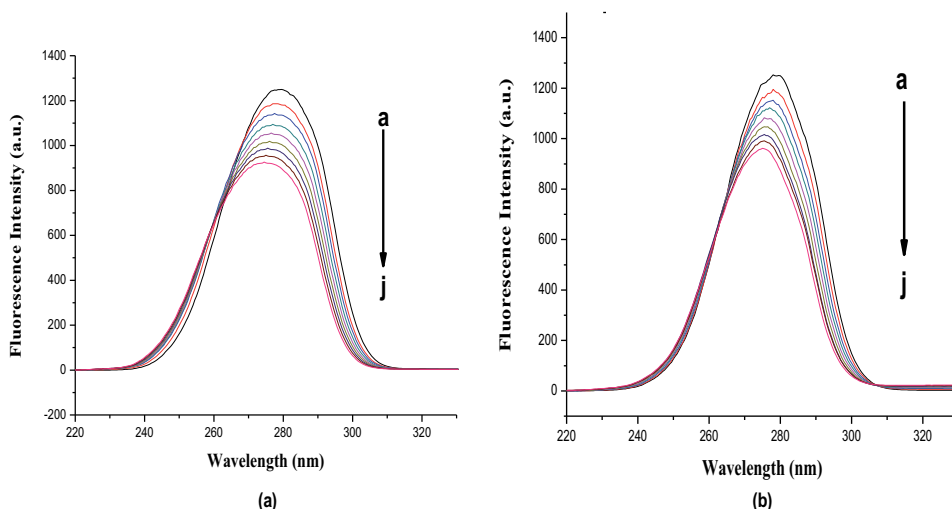 Fluorescence Intensity (a.u.)
1400
1200
1000
800
600
400
200
0
-200
220 240 260 280 300 320
Wavelength (nm)
a
j
(a)
Fluorescence Intensity (a.u.)
1400
1200
1000
800
600
400
200
0
220 240 260 280 300 320
Wavelength (nm)
a
j
(b)